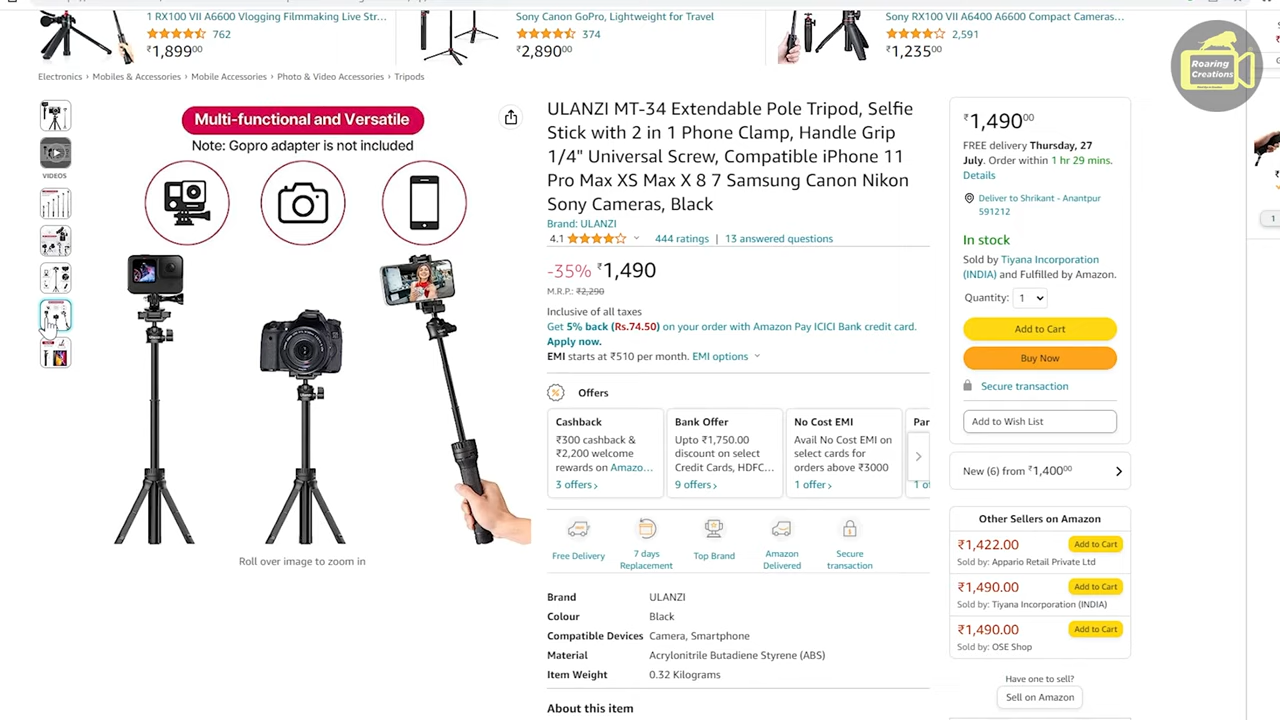 1 RX100 VII A6600 Vlogging Filmmaking Live Str...
762
₹1,89900
Sony Canon GoPro, Lightweight for Travel
374
₹2,89000
Sony RX100 VII A6400 A6600 Compact Cameras...
2,591
₹1,23500
Roaring
Creations
Electronics › Mobiles & Accessories › Mobile Accessories › Photo & Video Accessories › Tripods
VIDEOS
Multi-functional and Versatile
Note: Gopro adapter is not included
Roll over image to zoom in
ULANZI MT-34 Extendable Pole Tripod, Selfie
Stick with 2 in 1 Phone Clamp, Handle Grip
1/4" Universal Screw, Compatible iPhone 11
Pro Max XS Max X 8 7 Samsung Canon Nikon
Sony Cameras, Black
Brand: ULANZI
4.1 444 ratings | 13 answered questions
-35% ₹1,490
M.R.P.: ₹2,290
Inclusive of all taxes
Get 5% back (Rs.74.50) on your order with Amazon Pay ICICI Bank credit card.
Apply now.
EMI starts at ₹510 per month. EMI options
Offers
Cashback
₹300 cashback &
₹2,200 welcome
rewards on Amazo...
3 offers ›
Bank Offer
Upto ₹1,750.00
discount on select
Credit Cards, HDFC...
9 offers ›
No Cost EMI
Avail No Cost EMI on
select cards for
orders above ₹3000
1 offer ›
Par
1 of
Free Delivery
7 days
Replacement
Top Brand
Amazon
Delivered
Secure
transaction
Brand ULANZI
Colour Black
Compatible Devices Camera, Smartphone
Material Acrylonitrile Butadiene Styrene (ABS)
Item Weight 0.32 Kilograms
About this item
₹1,49000
FREE delivery Thursday, 27
July. Order within 1 hr 29 mins.
Details
Deliver to Shrikant - Anantpur
591212
In stock
Sold by Tiyana Incorporation
(INDIA) and Fulfilled by Amazon.
Quantity: 1
Add to Cart
Buy Now
Secure transaction
Add to Wish List
New (6) from ₹1,40000
Other Sellers on Amazon
₹1,422.00 Add to Cart
Sold by: Appario Retail Private Ltd
₹1,490.00 Add to Cart
Sold by: Tiyana Incorporation (INDIA)
₹1,490.00 Add to Cart
Sold by: OSE Shop
Have one to sell?
Sell on Amazon
1